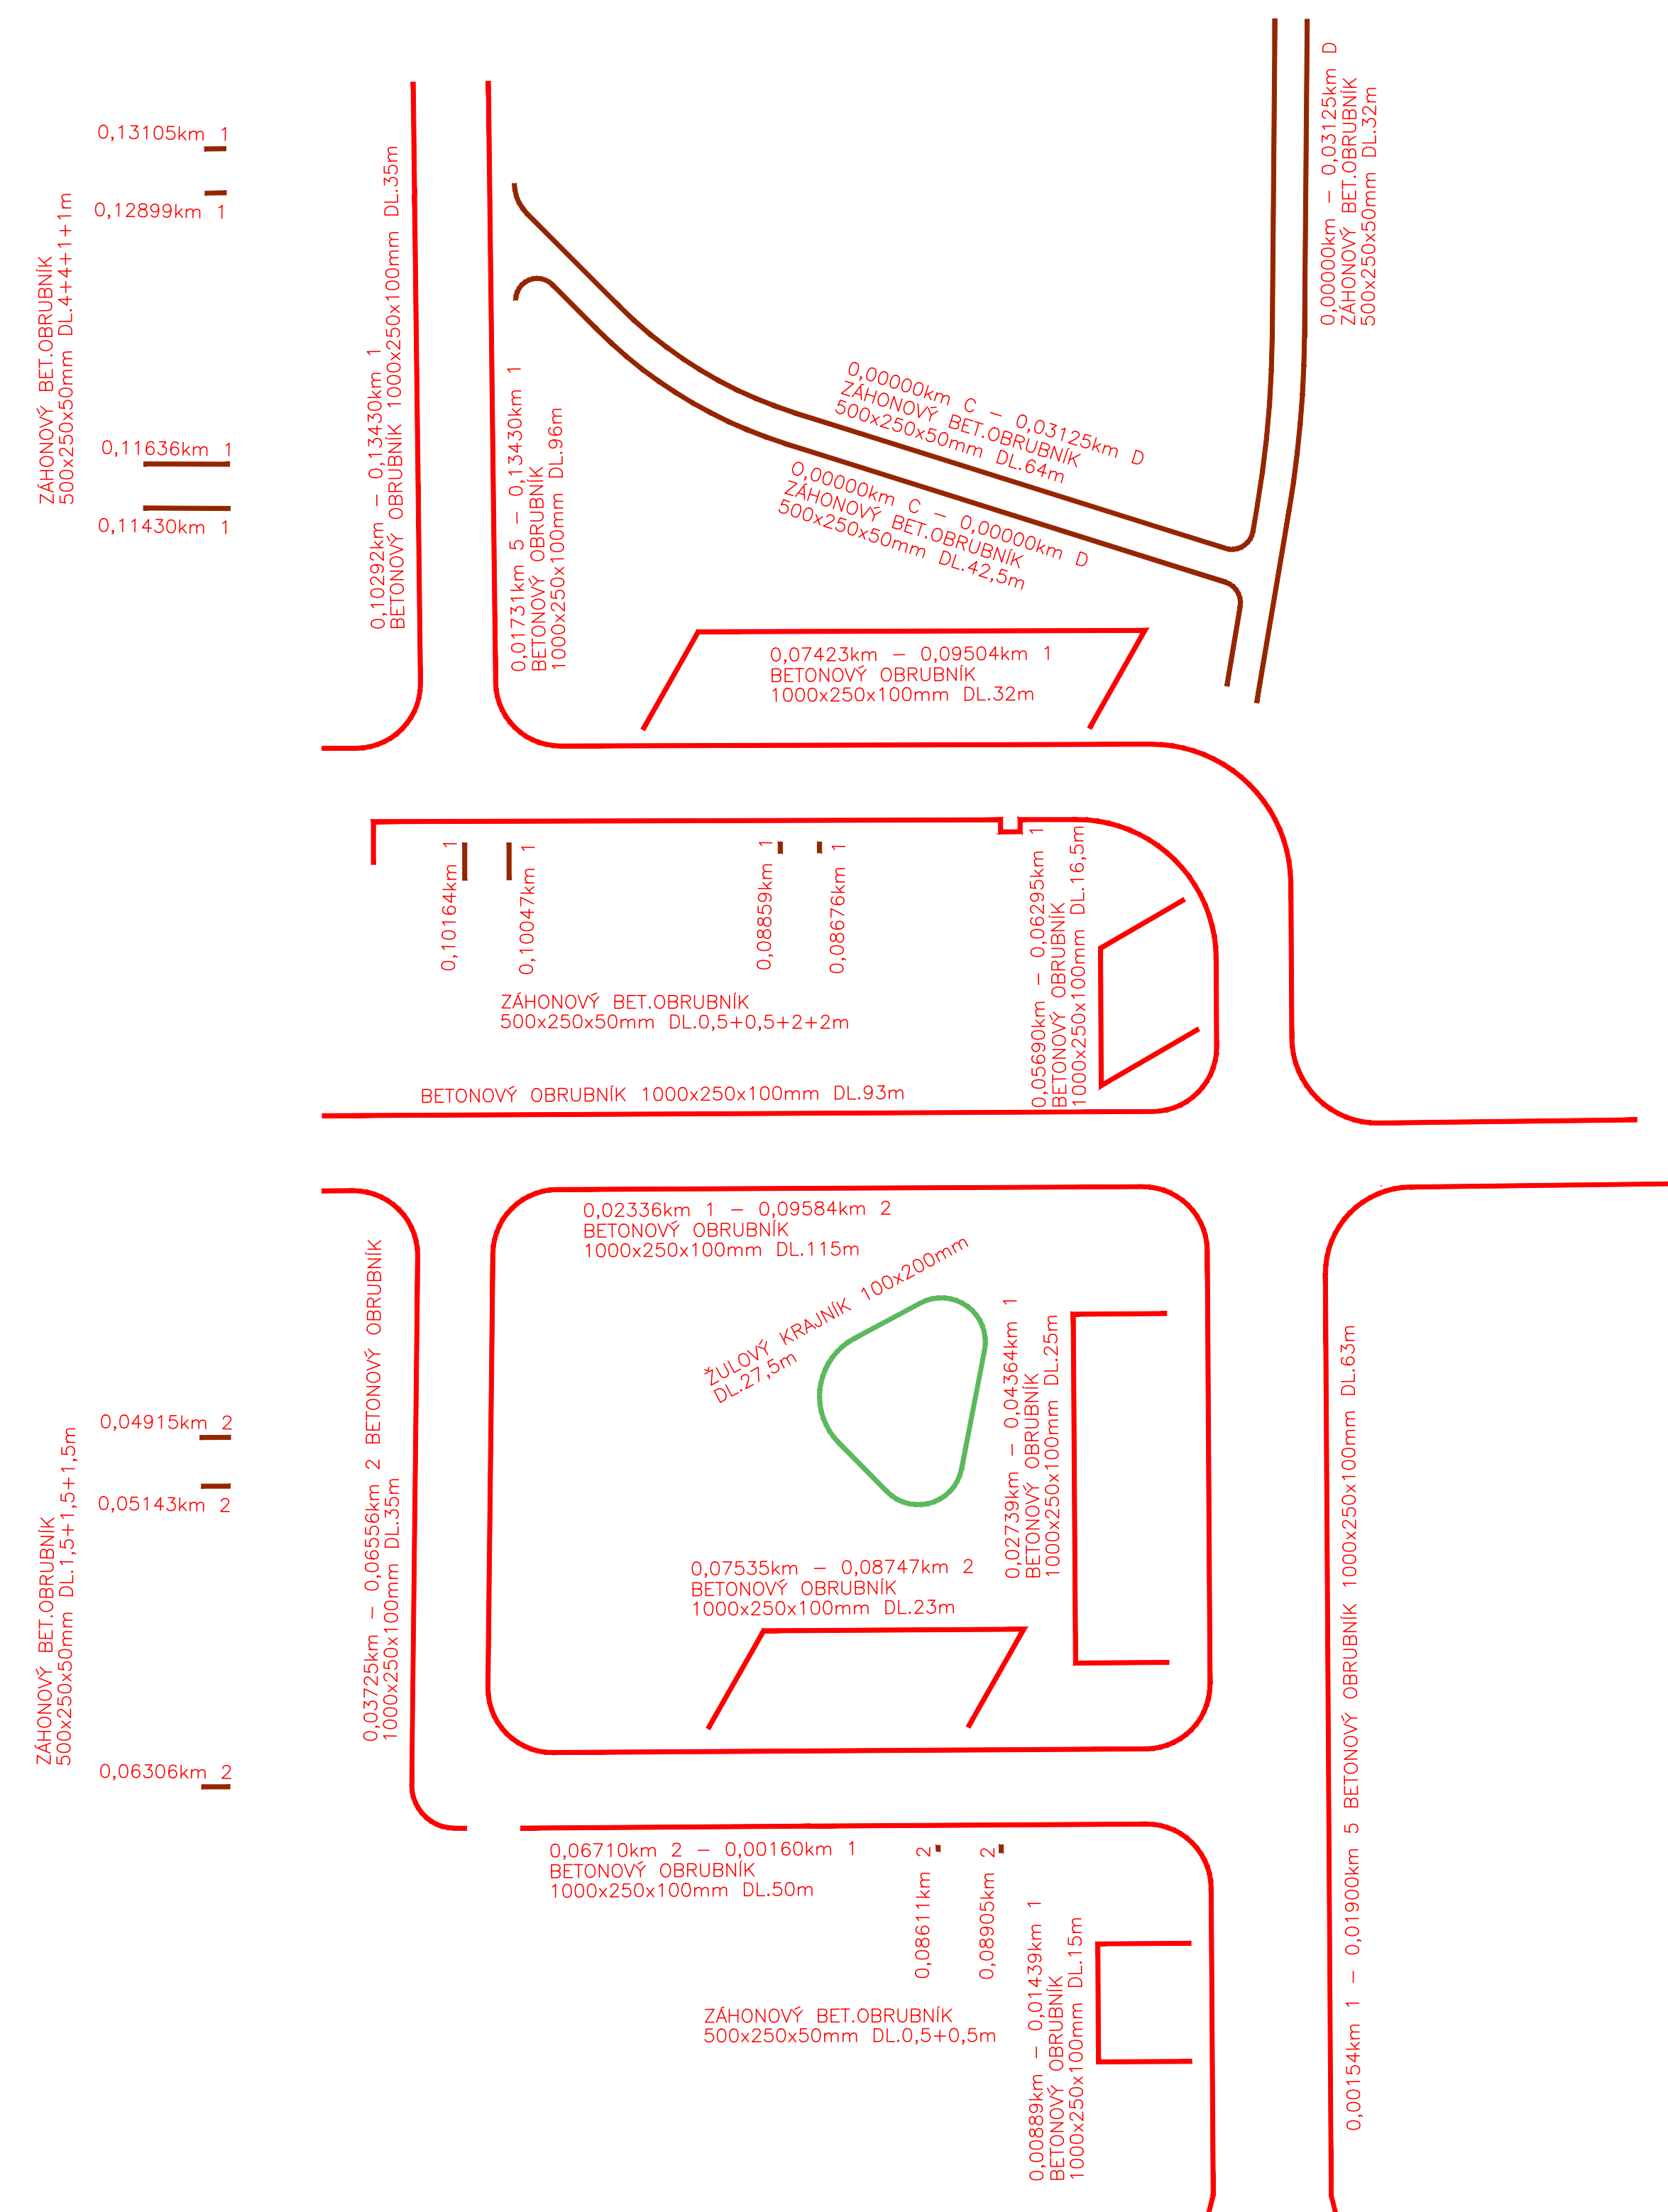 0,13105km 1
0,12899km 1
ZÁHONOVÝ BET.OBRUBNÍK
500x250x50mm DL.4+4+1+1m
0,11636km 1
0,11430km 1
0,10292km - 0,13430km 1
BETONOVÝ OBRUBNÍK 1000x250x100mm DL.35m
0,01731km 5 - 0,13430km 1
BETONOVÝ OBRUBNÍK
1000x250x100mm DL.96m
0,00000km - 0,03125km D
ZÁHONOVÝ BET.OBRUBNÍK
500x250x50mm DL.32m
0,00000km C - 0,03125km D
ZÁHONOVÝ BET.OBRUBNÍK
500x250x50mm DL.64m
0,00000km C - 0,00000km D
ZÁHONOVÝ BET.OBRUBNÍK
500x250x50mm DL.42,5m
0,07423km - 0,09504km 1
BETONOVÝ OBRUBNÍK
1000x250x100mm DL.32m
0,10164km 1
0,10047km 1
0,08859km 1
0,08676km 1
ZÁHONOVÝ BET.OBRUBNÍK
500x250x50mm DL.0,5+0,5+2+2m
0,05690km - 0,06295km 1
BETONOVÝ OBRUBNÍK
1000x250x100mm DL.16,5m
BETONOVÝ OBRUBNÍK 1000x250x100mm DL.93m
0,02336km 1 - 0,09584km 2
BETONOVÝ OBRUBNÍK
1000x250x100mm DL.115m
ŽULOVÝ KRAJNÍK 100x200mm
DL.27,5m
0,02739km - 0,04364km 1
BETONOVÝ OBRUBNÍK
1000x250x100mm DL.25m
0,03725km - 0,06556km 2 BETONOVÝ OBRUBNÍK
1000x250x100mm DL.35m
0,04915km 2
0,05143km 2
ZÁHONOVÝ BET.OBRUBNÍK
500x250x50mm DL.1,5+1,5+1,5m
0,06306km 2
0,07535km - 0,08747km 2
BETONOVÝ OBRUBNÍK
1000x250x100mm DL.23m
0,00154km 1 - 0,01900km 5 BETONOVÝ OBRUBNÍK 1000x250x100mm DL.63m
0,06710km 2 - 0,00160km 1
BETONOVÝ OBRUBNÍK
1000x250x100mm DL.50m
0,08611km 2
0,08905km 2
ZÁHONOVÝ BET.OBRUBNÍK
500x250x50mm DL.0,5+0,5m
0,00889km - 0,01439km 1
BETONOVÝ OBRUBNÍK
1000x250x100mm DL.15m